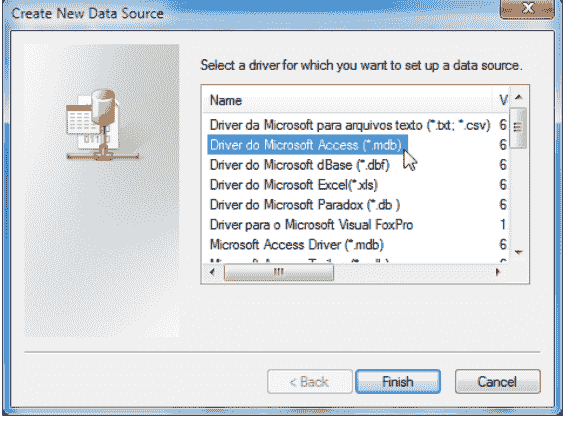 Create New Data Source
X
Select a driver for which you want to set up a data source.
Name V
Driver da Microsoft para arquivos texto (*.txt; *.csv) 6
Driver do Microsoft Access (*.mdb) 6
Driver do Microsoft dBase (*.dbf) 6
Driver do Microsoft Excel(*.xls) 6
Driver do Microsoft Paradox (*.db ) 6
Driver para o Microsoft Visual FoxPro 1
Microsoft Access Driver (*.mdb) 6
< Back Finish Cancel